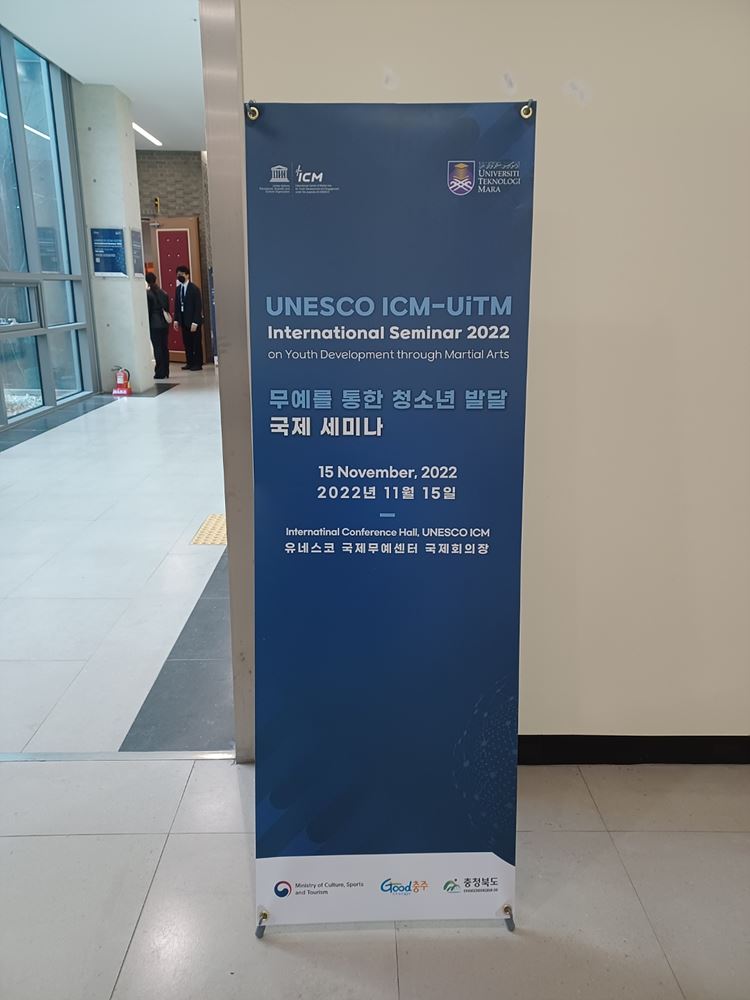 ICM
UNIVERSITI
TEKNOLOGI
MARA
UNESCO ICM-UiTM
International Seminar 2022
on Youth Development through Martial Arts
무예를 통한 청소년 발달
국제 세미나
15 November, 2022
2022년 11월 15일
Internatinal Conference Hall, UNESCO ICM
유네스코 국제무예센터 국제회의장
Ministry of Culture, Sports
and Tourism
Good충주
충청북도